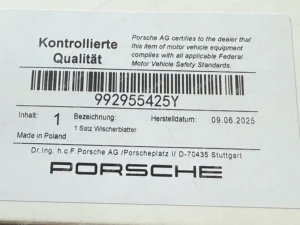 Kontrollierte
Qualität
Porsche AG certifies to the dealer that
this item of motor vehicle equipment
complies with all applicable Federal
Motor Vehicle Safety Standards.
992955425Y
Inhalt: 1 Bezeichnung: Herstelldatum: 09.06.2025
1 Satz Wischerblatter
Made in Poland
Dr.Ing. h.c.F.Porsche AG /Porscheplatz I/ D-70435 Stuttgart
PORSCHE